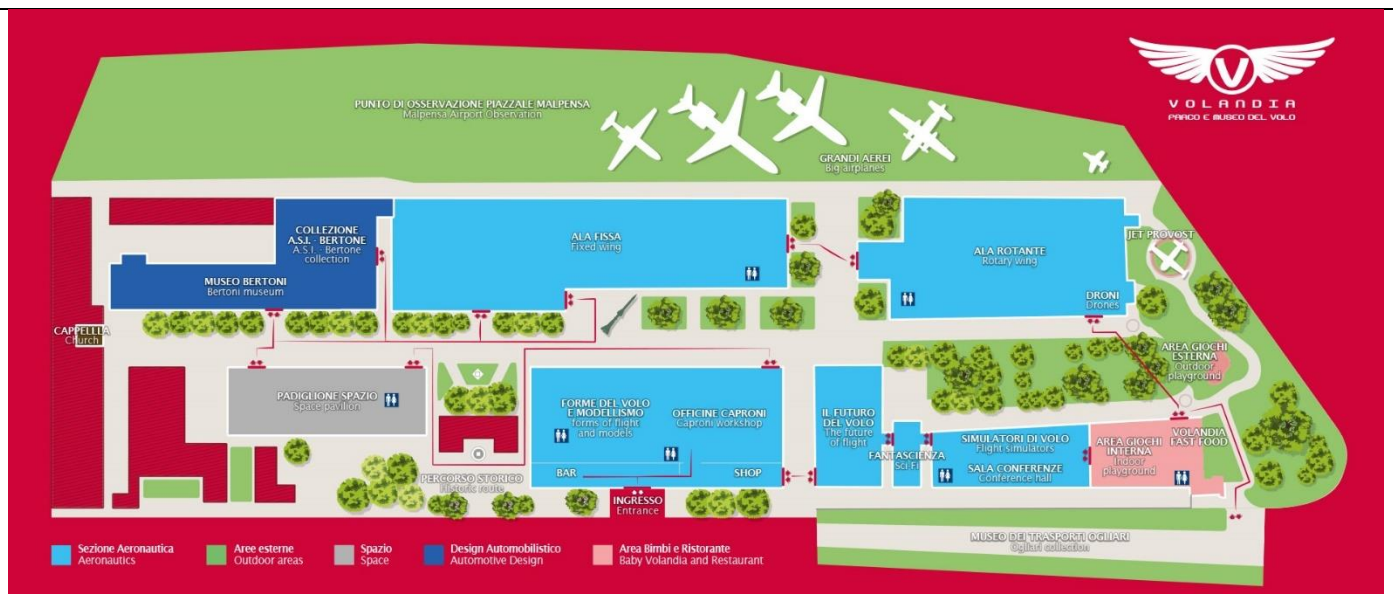 V
VOLANDIA
PARCO E MUSEO DEL VOLO
PUNTO DI OSSERVAZIONE PIAZZALE MALPENSA
Malpensa Airport Observation
GRANDI AEREI
Big airplanes
COLLEZIONE
A.S.I. - BERTONE
A.S.I. - Bertone
collection
ALA FISSA
Fixed wing
ALA ROTANTE
Rotary wing
JET PROVOST
MUSEO BERTONI
Bertoni museum
DRONI
Drones
CAPPELLA
Church
AREA GIOCHI
ESTERNA
Outdoor
playground
PADIGLIONE SPAZIO
Space pavilion
FORME DEL VOLO
E MODELLISMO
forms of flight
and models
OFFICINE CAPRONI
Caproni workshop
IL FUTURO
DEL VOLO
The future
of flight
FANTASCIENZA
Sci Fi
SIMULATORI DI VOLO
Flight simulators
SALA CONFERENZE
Conference hall
AREA GIOCHI
INTERNA
Indoor
playground
VOLANDIA
FAST FOOD
PERCORSO STORICO
Historic route
BAR
SHOP
INGRESSO
Entrance
MUSEO DEI TRASPORTI OGLIARI
Ogliari collection
Sezione Aeronautica
Aeronautics
Aree esterne
Outdoor areas
Spazio
Space
Design Automobilistico
Automotive Design
Area Bimbi e Ristorante
Baby Volandia and Restaurant